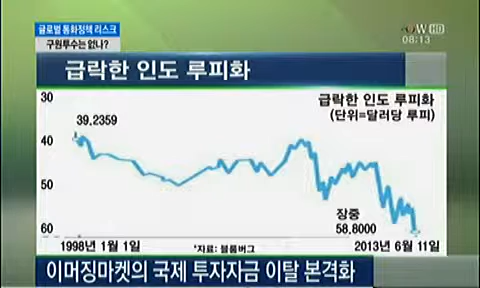 글로벌 통화정책 리스크
구원투수는 없나?
W HD
08:13
급락한 인도 루피화
급락한 인도 루피화
(단위=달러당 루피)
30
39,2359
40
50
장중
58,8000
60
1998년 1월 1일
*자료: 블룸버그
2013년 6월 11일
이머징마켓의 국제 투자자금 이탈 본격화